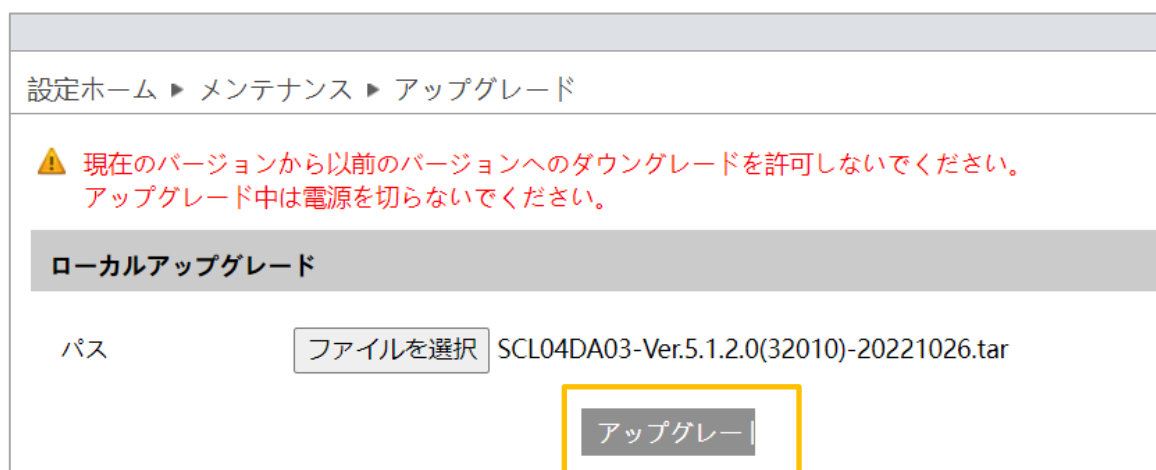 設定ホーム ▶ メンテナンス ▶ アップグレード
現在のバージョンから以前のバージョンへのダウングレードを許可しないでください。
アップグレード中は電源を切らないでください。
ローカルアップグレード
パス ファイルを選択 SCL04DA03-Ver.5.1.2.0(32010)-20221026.tar
アップグレー